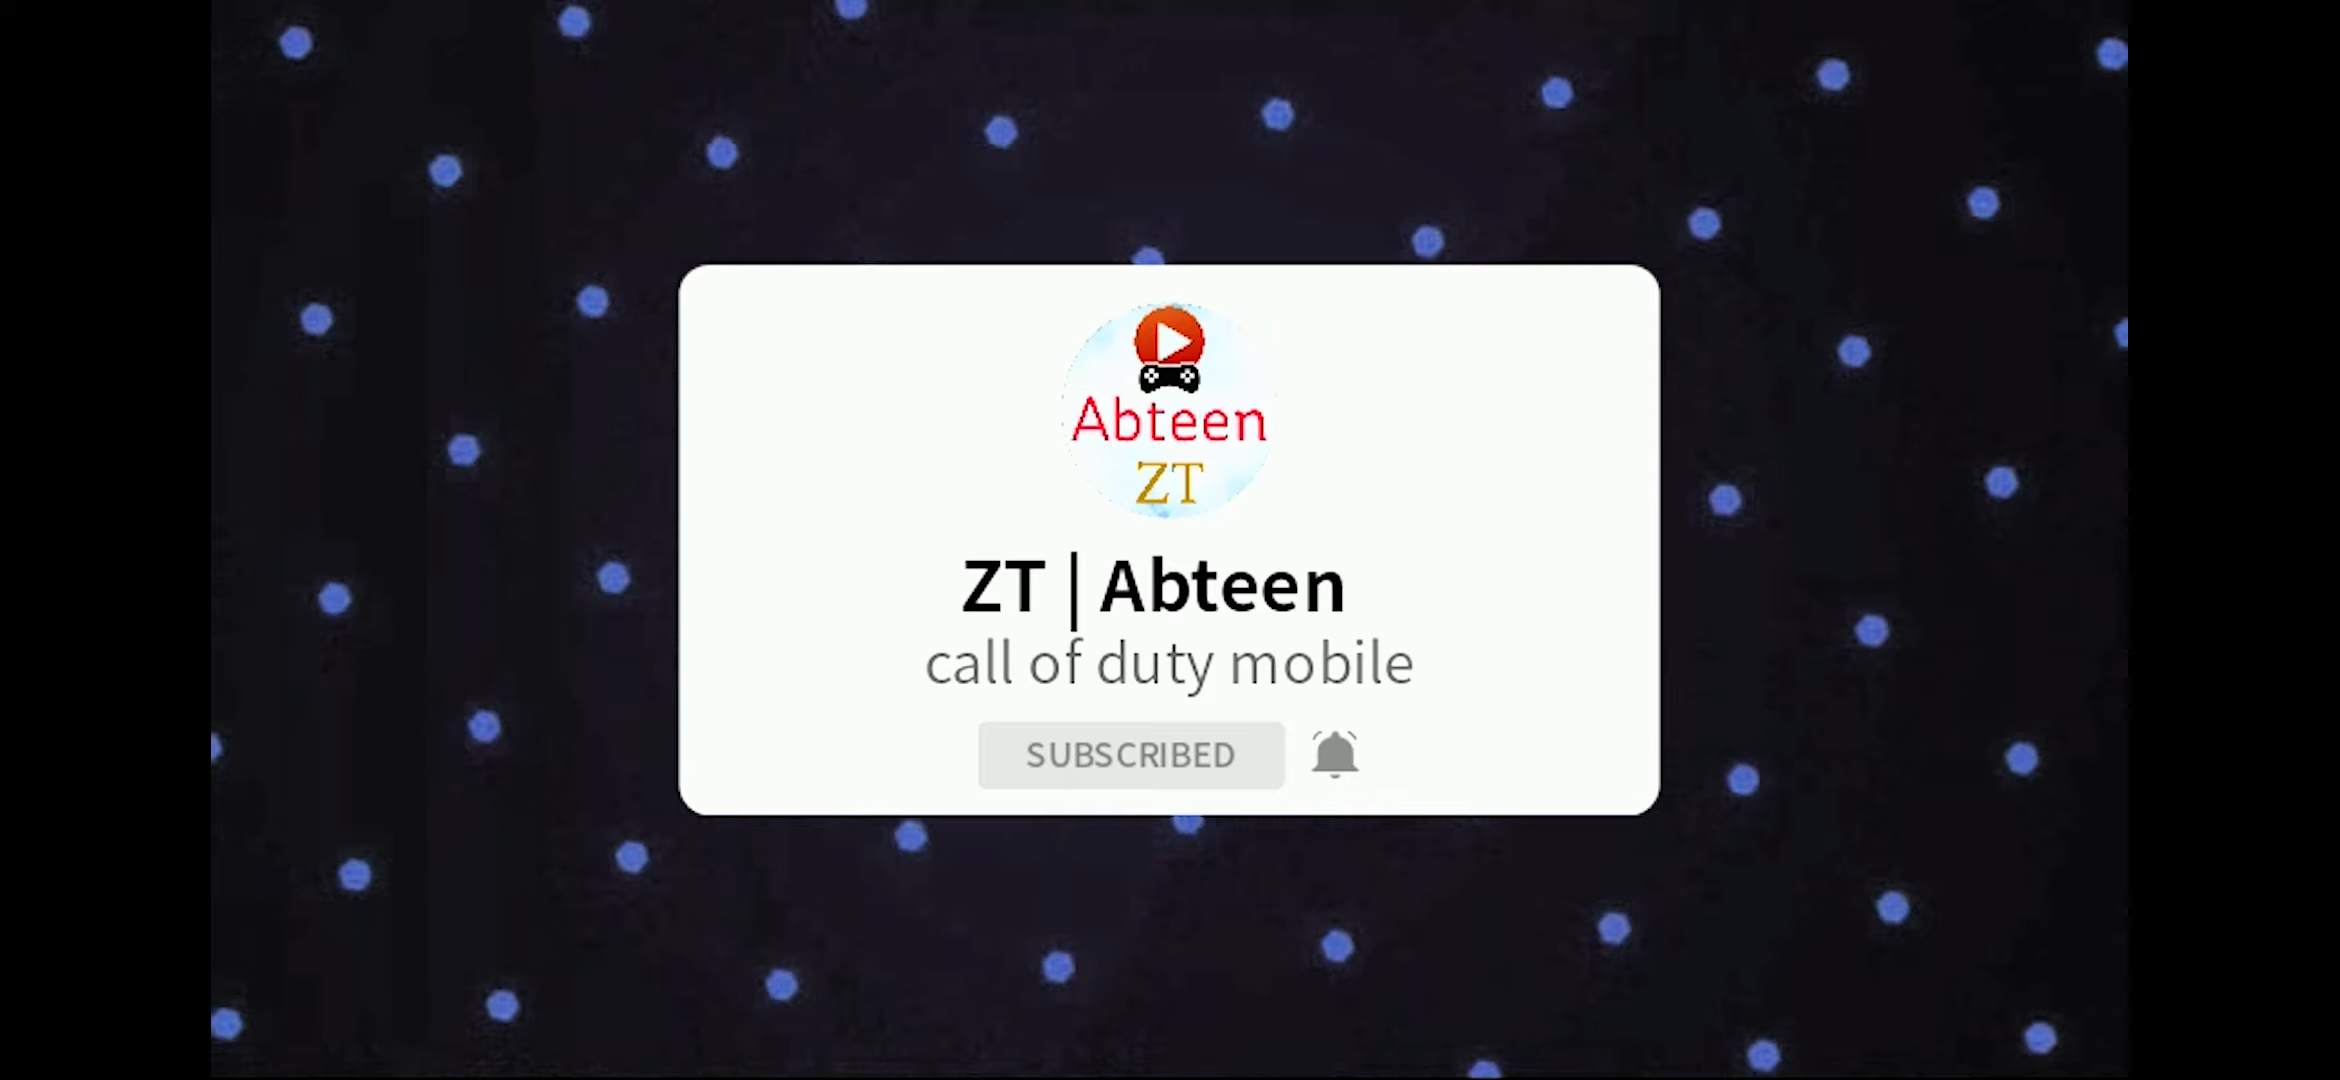 Abteen
ZT
ZT | Abteen
call of duty mobile
SUBSCRIBED